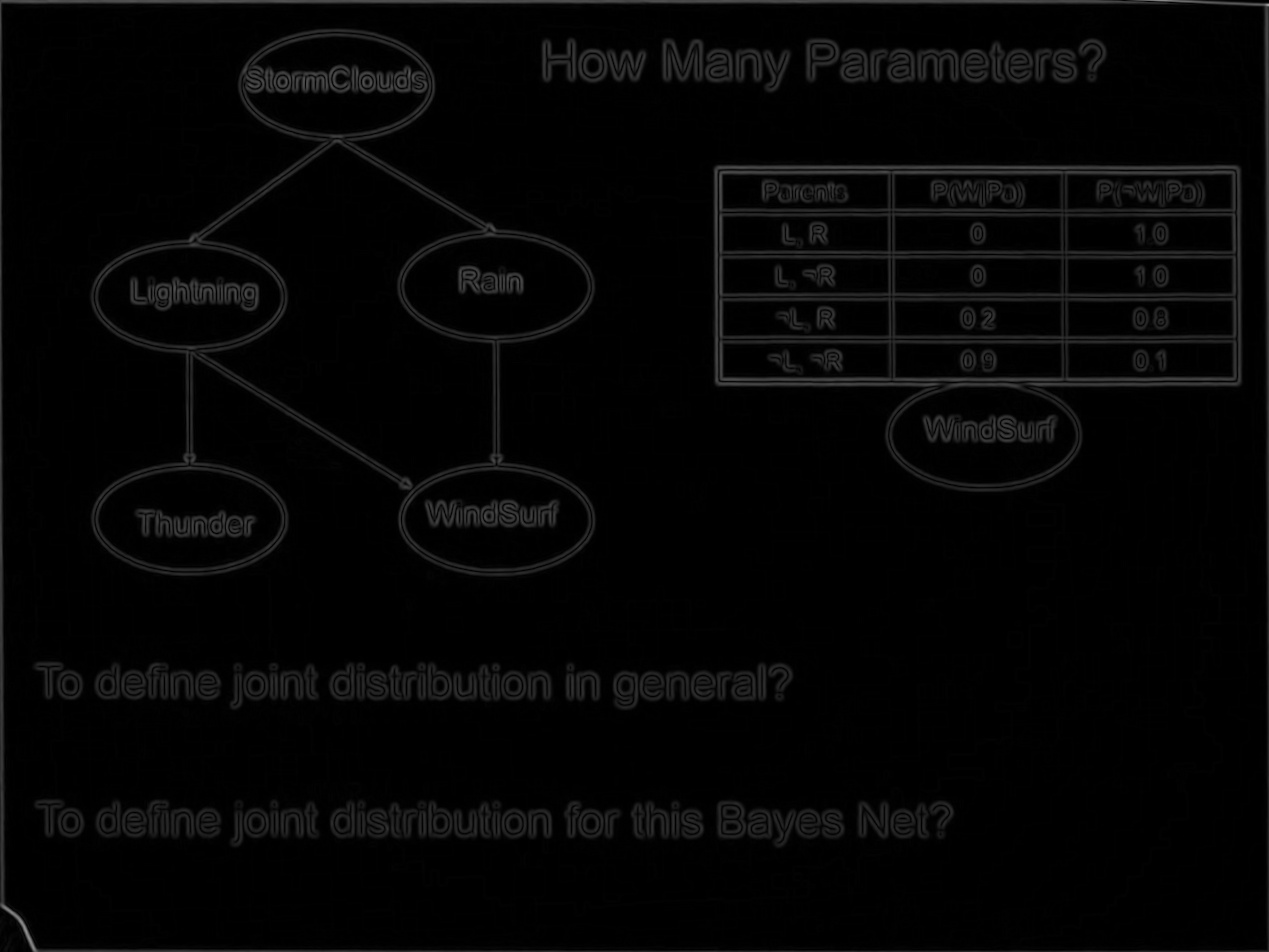 How Many Parameters?
StormClouds
Lightning
Rain
Thunder
WindSurf
Parents P(W|Pa) P(¬W|Pa)
L, R 0 1.0
L, ¬R 0 1.0
¬L, R 0.2 0.8
¬L, ¬R 0.9 0.1
WindSurf
To define joint distribution in general?
To define joint distribution for this Bayes Net?